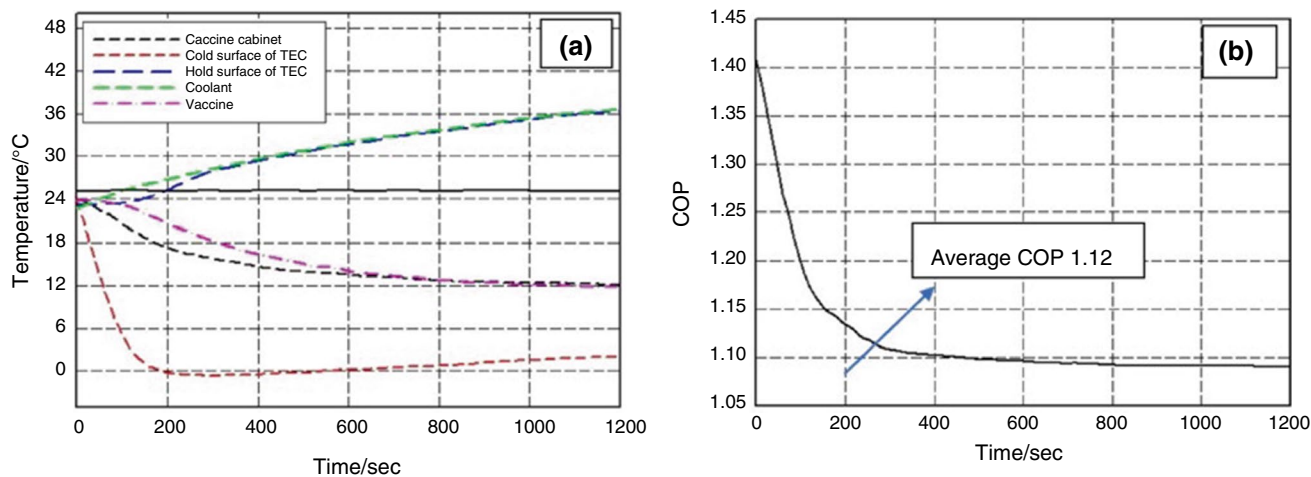 (a)
Caccine cabinet
Cold surface of TEC
Hold surface of TEC
Coolant
Vaccine
Temperature/°C
48
42
36
30
24
18
12
6
0
0 200 400 600 800 1000 1200
Time/sec
(b)
COP
1.45
1.40
1.35
1.30
1.25
1.20
1.15
1.10
1.05
Average COP 1.12
0 200 400 600 800 1000 1200
Time/sec